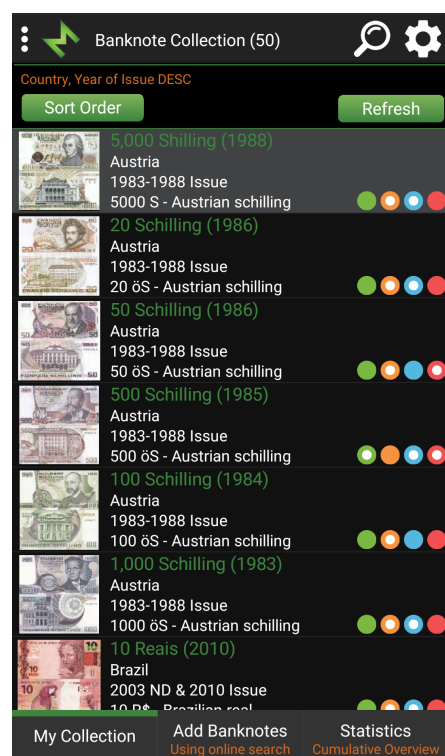 Banknote Collection (50)
Country, Year of Issue DESC
Sort Order
Refresh
5,000 Shilling (1988)
Austria
1983-1988 Issue
5000 S - Austrian schilling
20 Schilling (1986)
Austria
1983-1988 Issue
20 öS - Austrian schilling
50 Schilling (1986)
Austria
1983-1988 Issue
50 öS - Austrian schilling
500 Schilling (1985)
Austria
1983-1988 Issue
500 öS - Austrian schilling
100 Schilling (1984)
Austria
1983-1988 Issue
100 öS - Austrian schilling
1,000 Schilling (1983)
Austria
1983-1988 Issue
1000 öS - Austrian schilling
10 Reais (2010)
Brazil
2003 ND & 2010 Issue
10 R$ - Brazilian real
My Collection
Add Banknotes
Using online search
Statistics
Cumulative Overview